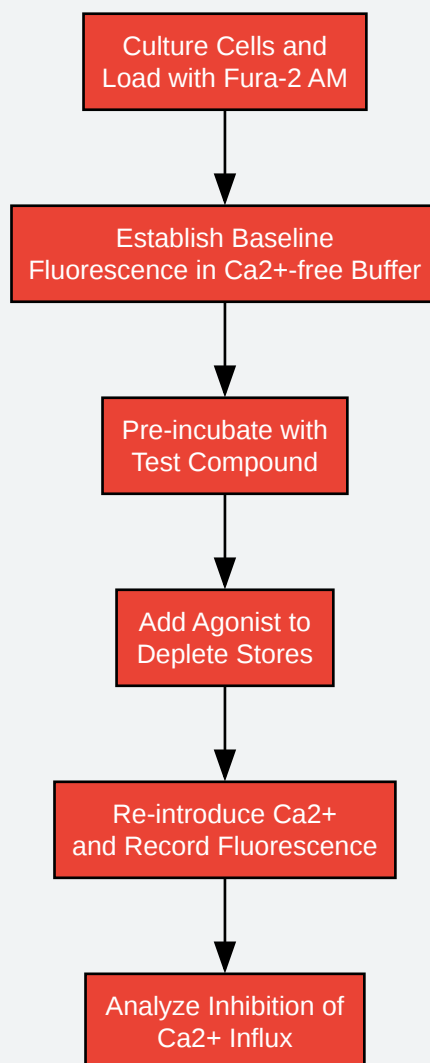 Culture Cells and
Load with Fura-2 AM
Establish Baseline
Fluorescence in Ca2+-free Buffer
Pre-incubate with
Test Compound
Add Agonist to
Deplete Stores
Re-introduce Ca2+
and Record Fluorescence
Analyze Inhibition of
Ca2+ Influx